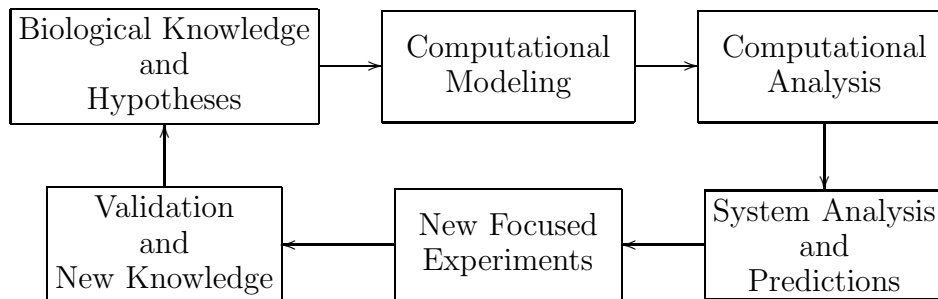 Biological Knowledge
and
Hypotheses
Computational
Modeling
Computational
Analysis
Validation
and
New Knowledge
New Focused
Experiments
System Analysis
and
Predictions